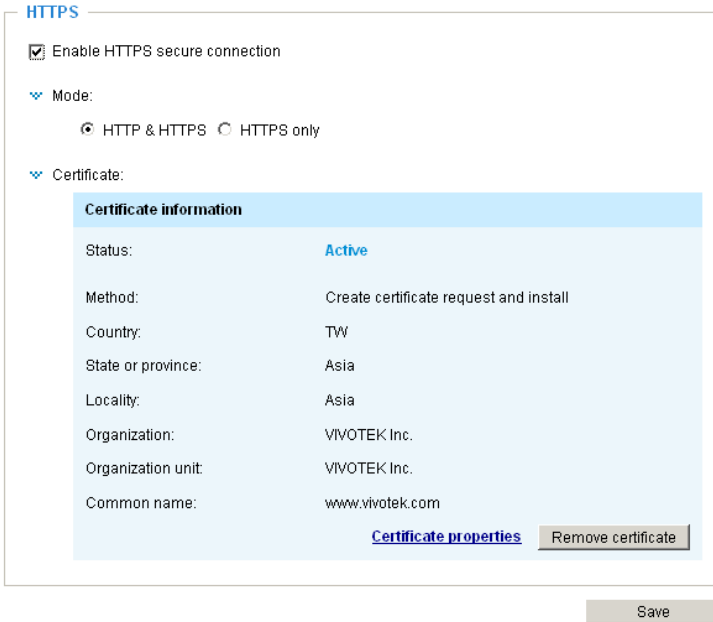 HTTPS
Enable HTTPS secure connection
Mode:
HTTP & HTTPS HTTPS only
Certificate:
Certificate information
Status: Active
Method: Create certificate request and install
Country: TW
State or province: Asia
Locality: Asia
Organization: VIVOTEK Inc.
Organization unit: VIVOTEK Inc.
Common name: www.vivotek.com
Certificate properties Remove certificate
Save